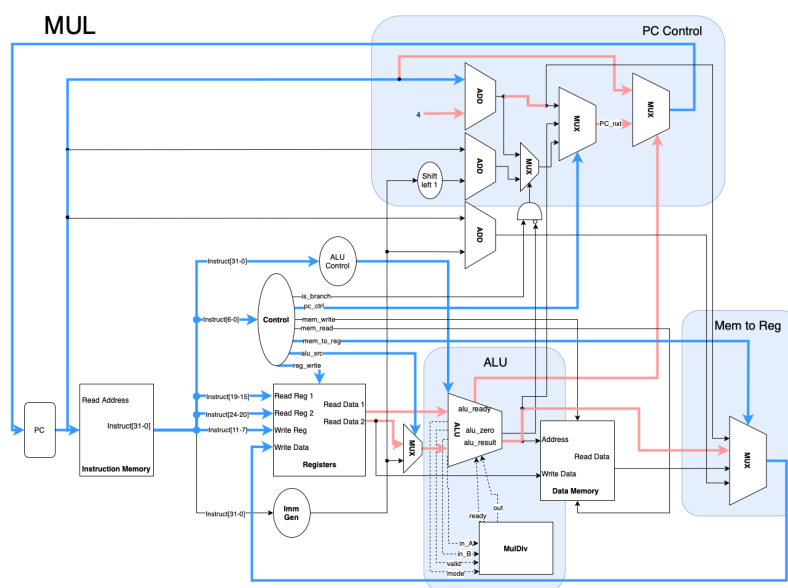 MUL
PC Control
ADD
4
MUX
PC_nxt
MUX
ADD
MUX
Shift
left 1
ADD
ALU
Control
Instruct[31-0]
is_branch
pc_ctrl
Instruct[6-0]
Control
mem_write
mem_read
mem_to_reg
alu_src
reg_write
Mem to Reg
ALU
Read Address
Instruct[31-0]
Instruction Memory
PC
Instruct[19-15]
Instruct[24-20]
Instruct[11-7]
Read Reg 1
Read Reg 2
Write Reg
Write Data
Read Data 1
Read Data 2
Registers
MUX
ALU
alu_ready
alu_zero
alu_result
Address
Read Data
Write Data
Data Memory
MUX
Instruct[31-0]
Imm
Gen
ready
out
in_A
in_B
valid
mode
MulDiv